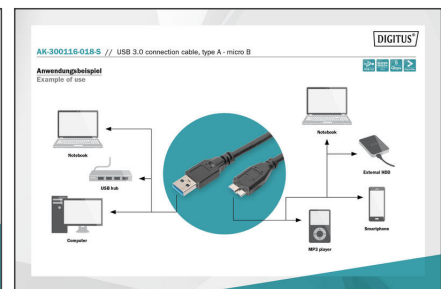 DIGITUS®
AK-300116-018-S // USB 3.0 connection cable, type A - micro B
Anwendungsbeispiel
Example of use
Notebook
USB hub
Computer
Notebook
External HDD
Smartphone
MP3 player